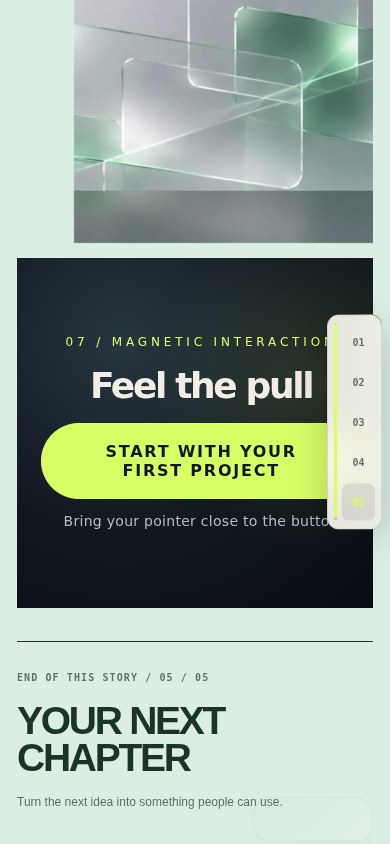 07 / MAGNETIC INTERACTION
Feel the pull
START WITH YOUR
FIRST PROJECT
Bring your pointer close to the butto
01
02
03
04
05
END OF THIS STORY / 05 / 05
YOUR NEXT
CHAPTER
Turn the next idea into something people can use.